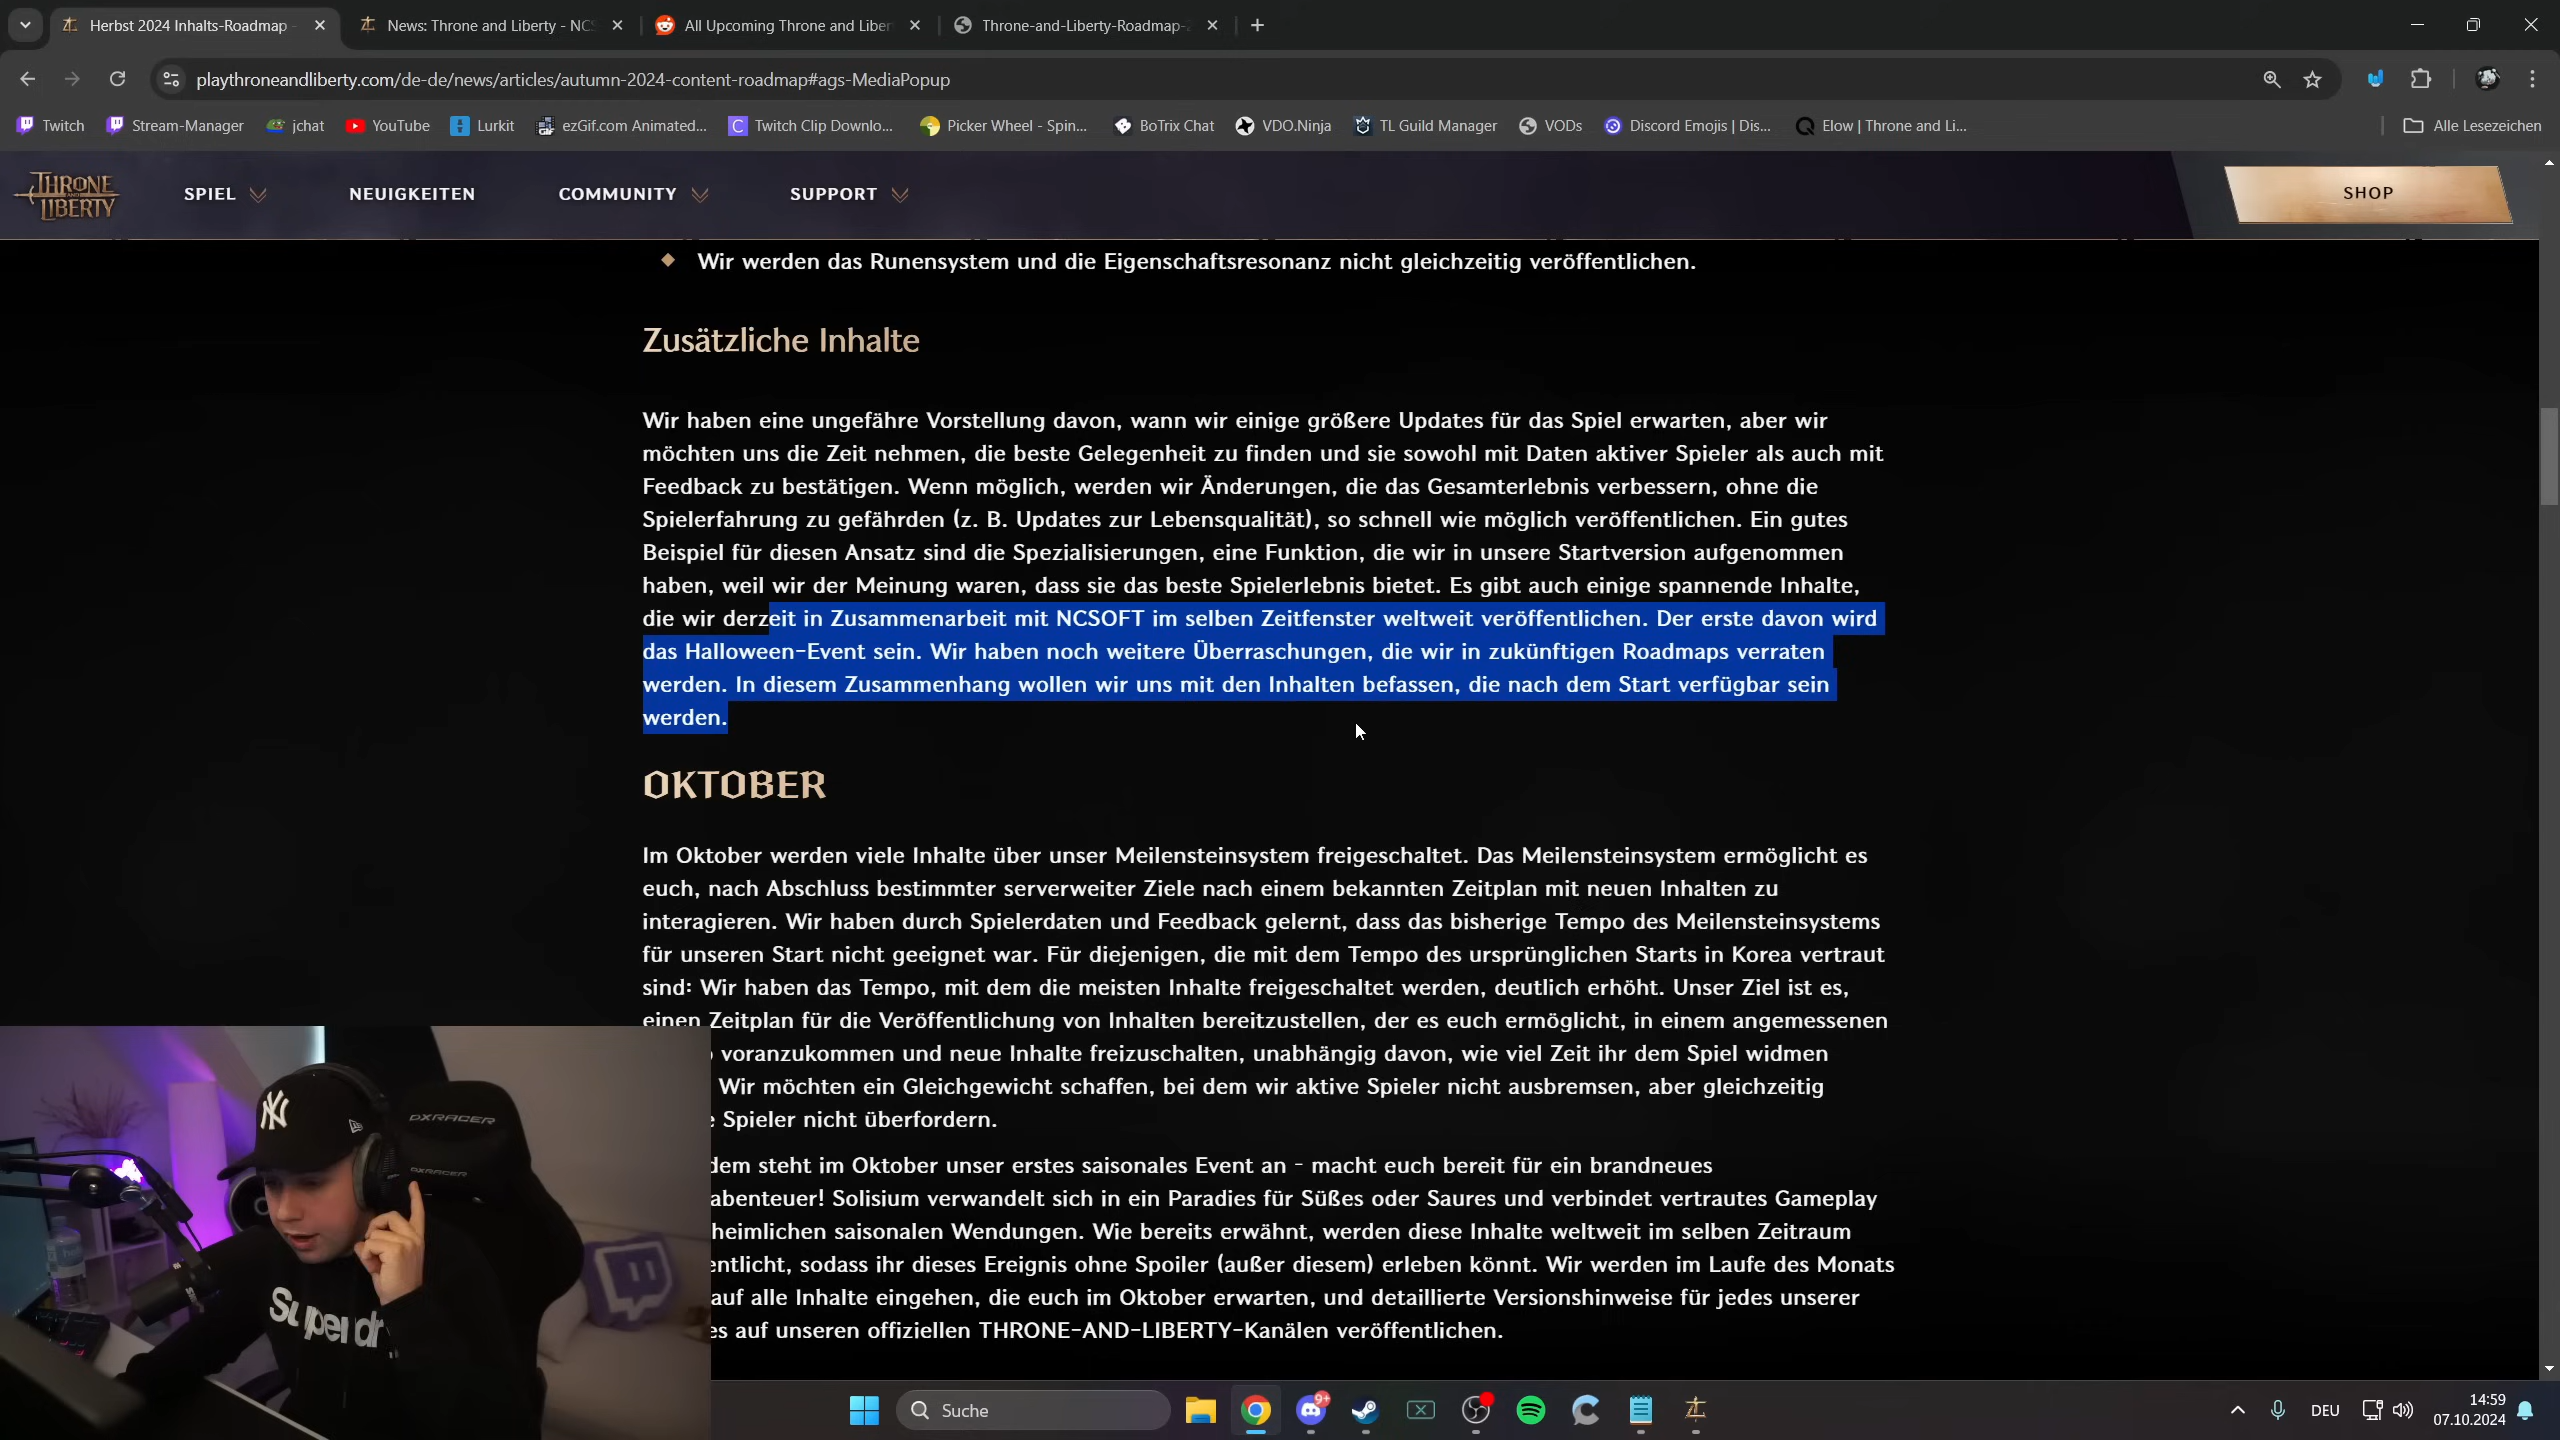 Herbst 2024 Inhalts-Roadmap -
News: Throne and Liberty - NCS
All Upcoming Throne and Liber
Throne-and-Liberty-Roadmap-
playthroneandliberty.com/de-de/news/articles/autumn-2024-content-roadmap#ags-MediaPopup
Twitch
Stream-Manager
jchat
YouTube
Lurkit
ezGif.com Animated...
Twitch Clip Downlo...
Picker Wheel - Spin...
BoTrix Chat
VDO.Ninja
TL Guild Manager
VODs
Discord Emojis | Dis...
Elow | Throne and Li...
Alle Lesezeichen
THRONE AND LIBERTY
SPIEL
NEUIGKEITEN
COMMUNITY
SUPPORT
SHOP
Wir werden das Runensystem und die Eigenschaftsresonanz nicht gleichzeitig veröffentlichen.
Zusätzliche Inhalte
Wir haben eine ungefähre Vorstellung davon, wann wir einige größere Updates für das Spiel erwarten, aber wir
möchten uns die Zeit nehmen, die beste Gelegenheit zu finden und sie sowohl mit Daten aktiver Spieler als auch mit
Feedback zu bestätigen. Wenn möglich, werden wir Änderungen, die das Gesamterlebnis verbessern, ohne die
Spielerfahrung zu gefährden (z. B. Updates zur Lebensqualität), so schnell wie möglich veröffentlichen. Ein gutes
Beispiel für diesen Ansatz sind die Spezialisierungen, eine Funktion, die wir in unsere Startversion aufgenommen
haben, weil wir der Meinung waren, dass sie das beste Spielerlebnis bietet. Es gibt auch einige spannende Inhalte,
die wir derzeit in Zusammenarbeit mit NCSOFT im selben Zeitfenster weltweit veröffentlichen. Der erste davon wird
das Halloween-Event sein. Wir haben noch weitere Überraschungen, die wir in zukünftigen Roadmaps verraten
werden. In diesem Zusammenhang wollen wir uns mit den Inhalten befassen, die nach dem Start verfügbar sein
werden.
OKTOBER
Im Oktober werden viele Inhalte über unser Meilensteinsystem freigeschaltet. Das Meilensteinsystem ermöglicht es
euch, nach Abschluss bestimmter serverweiter Ziele nach einem bekannten Zeitplan mit neuen Inhalten zu
interagieren. Wir haben durch Spielerdaten und Feedback gelernt, dass das bisherige Tempo des Meilensteinsystems
für unseren Start nicht geeignet war. Für diejenigen, die mit dem Tempo des ursprünglichen Starts in Korea vertraut
sind: Wir haben das Tempo, mit dem die meisten Inhalte freigeschaltet werden, deutlich erhöht. Unser Ziel ist es,
einen Zeitplan für die Veröffentlichung von Inhalten bereitzustellen, der es euch ermöglicht, in einem angemessenen
voranzukommen und neue Inhalte freizuschalten, unabhängig davon, wie viel Zeit ihr dem Spiel widmen
Wir möchten ein Gleichgewicht schaffen, bei dem wir aktive Spieler nicht ausbremsen, aber gleichzeitig
e Spieler nicht überfordern.
dem steht im Oktober unser erstes saisonales Event an - macht euch bereit für ein brandneues
abenteuer! Solisium verwandelt sich in ein Paradies für Süßes oder Saures und verbindet vertrautes Gameplay
heimlichen saisonalen Wendungen. Wie bereits erwähnt, werden diese Inhalte weltweit im selben Zeitraum
entlicht, sodass ihr dieses Ereignis ohne Spoiler (außer diesem) erleben könnt. Wir werden im Laufe des Monats
auf alle Inhalte eingehen, die euch im Oktober erwarten, und detaillierte Versionshinweise für jedes unserer
es auf unseren offiziellen THRONE-AND-LIBERTY-Kanälen veröffentlichen.
NY
DXRACER
DXRACER
Superdr
Suche
9+
DEU
14:59
07.10.2024